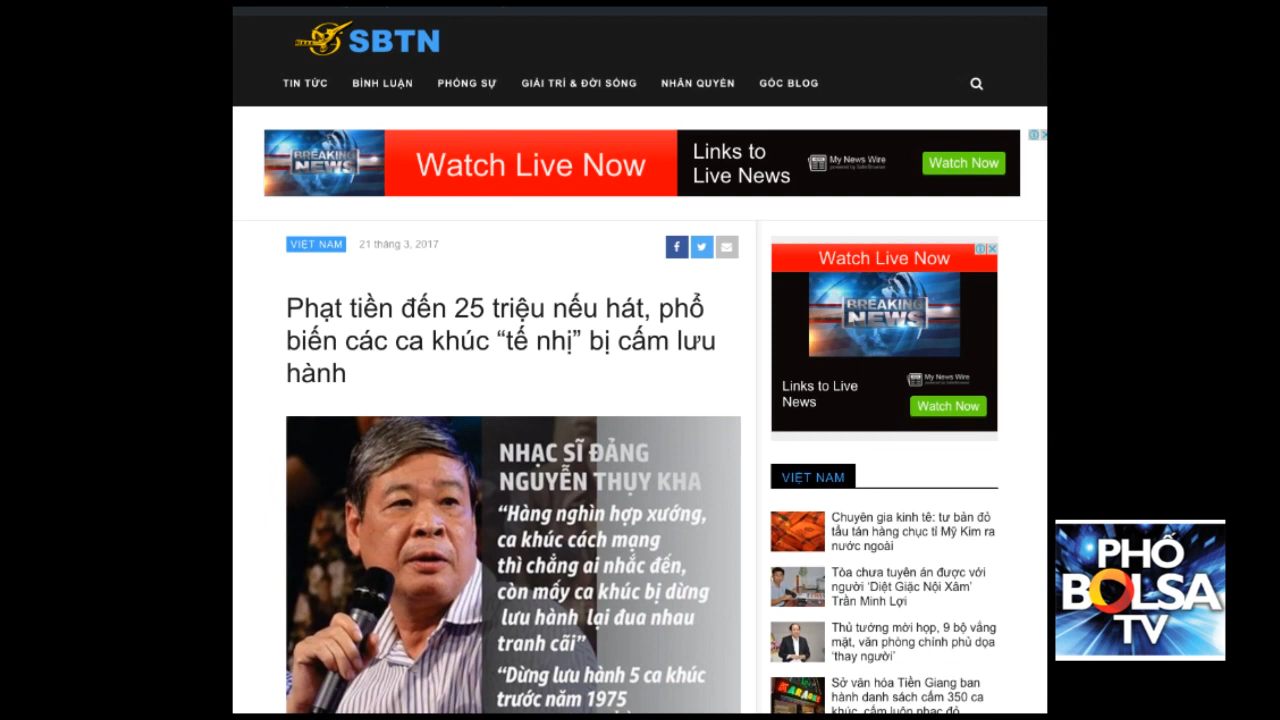 SBTN
TIN TỨC BÌNH LUẬN PHÓNG SỰ GIẢI TRÍ & ĐỜI SỐNG NHÂN QUYỀN GÓC BLOG
BREAKING NEWS
Watch Live Now
Links to
Live News
My News Wire
Watch Now
VIỆT NAM 21 tháng 3, 2017
Phạt tiền đến 25 triệu nếu hát, phổ
biến các ca khúc “tế nhị” bị cấm lưu
hành
NHẠC SĨ ĐẢNG
NGUYỄN THỤY KHA
“Hàng nghìn hợp xướng,
ca khúc cách mạng
thì chẳng ai nhắc đến,
còn mấy ca khúc bị dừng
lưu hành lại đua nhau
tranh cãi”
“Dừng lưu hành 5 ca khúc
trước năm 1975
Watch Live Now
BREAKING
NEWS
Links to Live
News
My News Wire
Watch Now
VIỆT NAM
Chuyên gia kinh tế: tư bản đỏ
tẩu tán hàng chục tỉ Mỹ Kim ra
nước ngoài
Tòa chưa tuyên án được với
người ‘Diệt Giặc Nội Xâm’
Trần Minh Lợi
Thủ tướng mời họp, 9 bộ vắng
mặt, văn phòng chính phủ dọa
‘thay người’
KARAOKE
Sở văn hóa Tiền Giang ban
hành danh sách cấm 350 ca
khúc, cấm luôn nhạc đỏ
PHỐ
BOLSA
TV